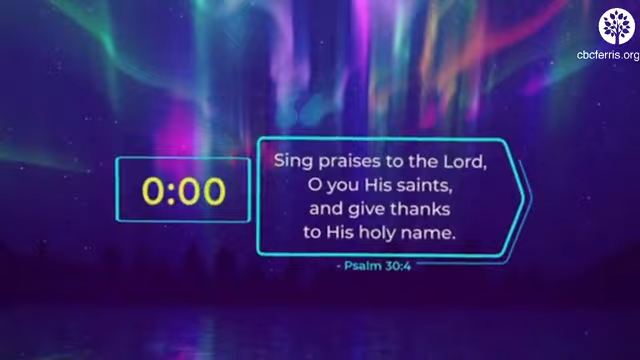 cbcferris.org
0:00
Sing praises to the Lord,
O you His saints,
and give thanks
to His holy name.
- Psalm 30:4